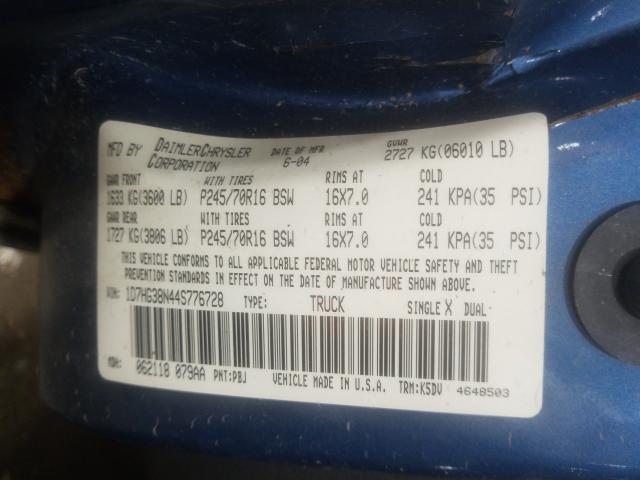 MFD BY DAIMLERCHRYSLER CORPORATION DATE OF MFR 6-04 GVWR 2727 KG(06010 LB)
GAWR FRONT WITH TIRES RIMS AT COLD
1633 KG(3600 LB) P245/70R16 BSW 16X7.0 241 KPA(35 PSI)
GAWR REAR WITH TIRES RIMS AT COLD
1727 KG(3806 LB) P245/70R16 BSW 16X7.0 241 KPA(35 PSI)
THIS VEHICLE CONFORMS TO ALL APPLICABLE FEDERAL MOTOR VEHICLE SAFETY AND THEFT
PREVENTION STANDARDS IN EFFECT ON THE DATE OF MANUFACTURE SHOWN ABOVE.
VIN: 1D7HG38N44S776728 TYPE: TRUCK SINGLE X DUAL
MDH: 062118 079AA PNT:PBJ VEHICLE MADE IN U.S.A. TRM:K5DV 4648503